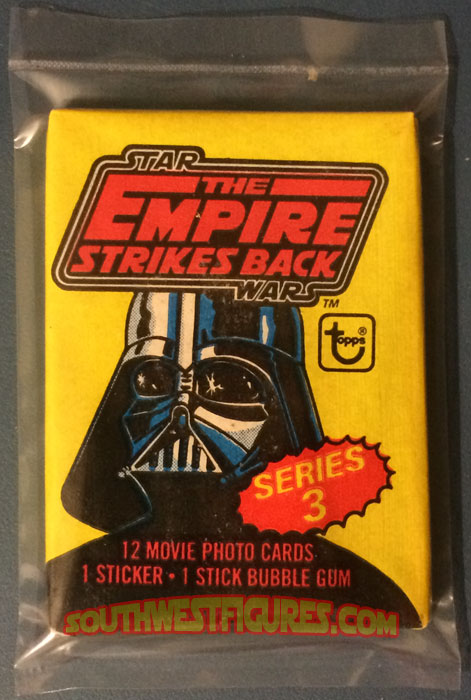 STAR
THE
EMPIRE
STRIKES BACK
WARS TM
topps ®
SERIES
3
12 MOVIE PHOTO CARDS
1 STICKER • 1 STICK BUBBLE GUM
SOUTHWESTFIGURES.COM